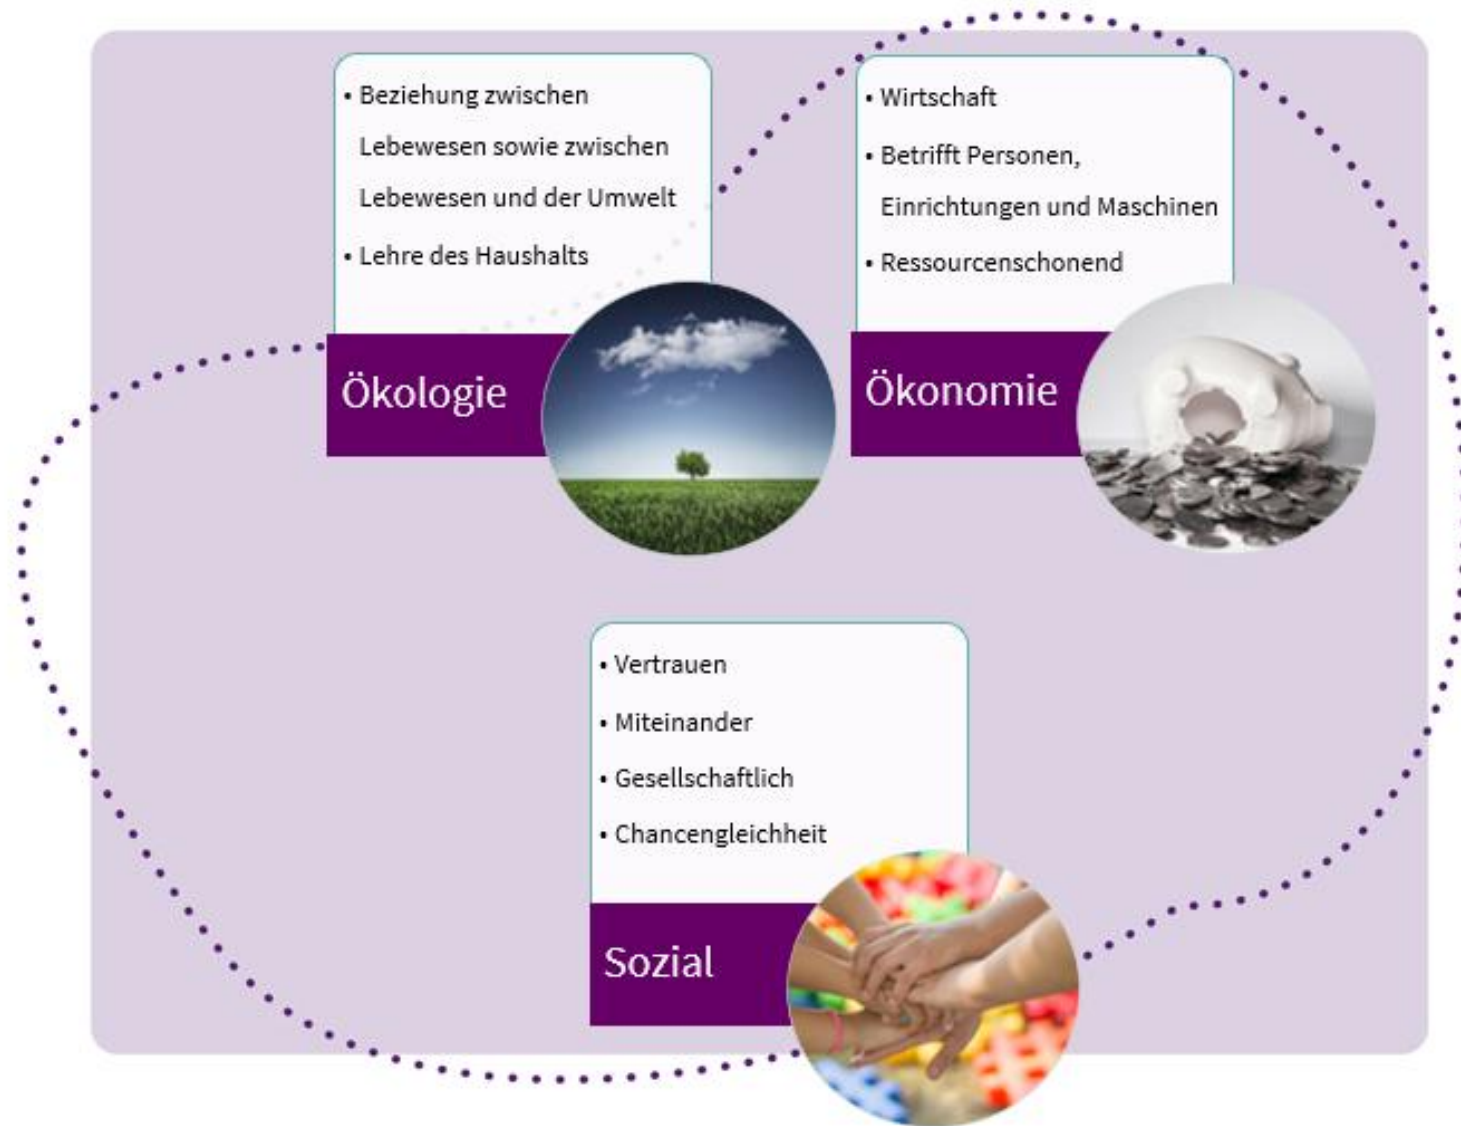 • Beziehung zwischen
Lebewesen sowie zwischen
Lebewesen und der Umwelt
• Lehre des Haushalts
Ökologie
• Wirtschaft
• Betrifft Personen,
Einrichtungen und Maschinen
• Ressourcenschonend
Ökonomie
• Vertrauen
• Miteinander
• Gesellschaftlich
• Chancengleichheit
Sozial